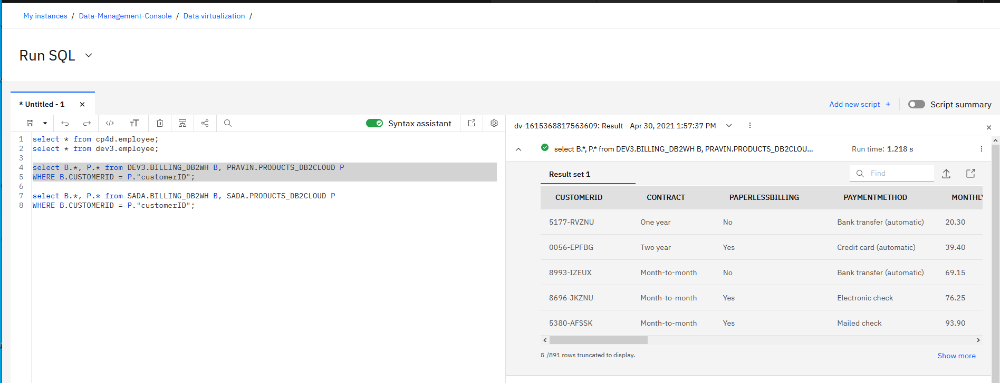 My instances / Data-Management-Console / Data virtualization /
Run SQL
* Untitled - 1
Add new script +
Script summary
Syntax assistant
1 select * from cp4d.employee;
2 select * from dev3.employee;
3
4 select B.*, P.* from DEV3.BILLING_DB2WH B, PRAVIN.PRODUCTS_DB2CLOUD P
5 WHERE B.CUSTOMERID = P."customerID";
6
7 select B.*, P.* from SADA.BILLING_DB2WH B, SADA.PRODUCTS_DB2CLOUD P
8 WHERE B.CUSTOMERID = P."customerID";
dv-1615368817563609: Result - Apr 30, 2021 1:57:37 PM
select B.*, P.* from DEV3.BILLING_DB2WH B, PRAVIN.PRODUCTS_DB2CLOU... Run time: 1.218 s
Result set 1
Find
CUSTOMERID CONTRACT PAPERLESSBILLING PAYMENTMETHOD MONTHLY
5177-RVZNU One year No Bank transfer (automatic) 20.30
0056-EPFBG Two year Yes Credit card (automatic) 39.40
8993-IZEUX Month-to-month No Bank transfer (automatic) 69.15
8696-JKZNU Month-to-month Yes Electronic check 76.25
5380-AFSSK Month-to-month Yes Mailed check 93.90
5 /891 rows truncated to display.
Show more